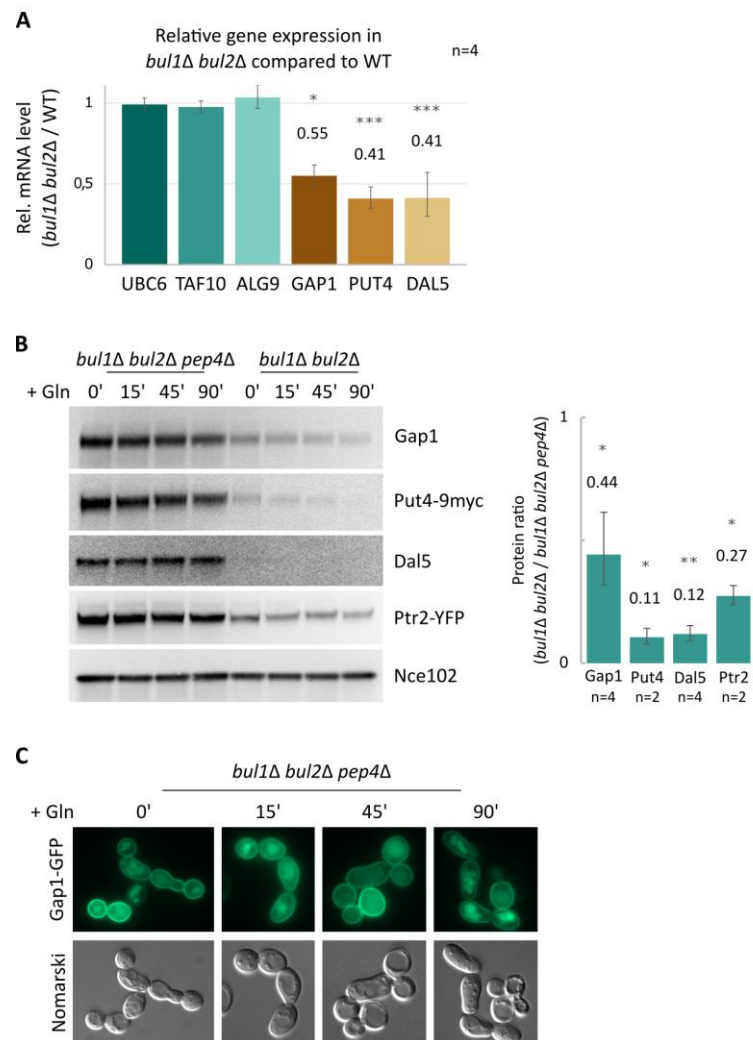 A
Relative gene expression in
bul1Δ bul2Δ compared to WT
n=4
Rel. mRNA level
(bul1Δ bul2Δ / WT)
1
0,5
0
*
0.55
***
0.41
***
0.41
UBC6 TAF10 ALG9 GAP1 PUT4 DAL5
B
bul1Δ bul2Δ pep4Δ bul1Δ bul2Δ
+ Gln 0' 15' 45' 90' 0' 15' 45' 90'
Gap1
Put4-9myc
Dal5
Ptr2-YFP
Nce102
Protein ratio
(bul1Δ bul2Δ / bul1Δ bul2Δ pep4Δ)
1
0
*
0.44
*
0.11
**
0.12
*
0.27
Gap1 Put4 Dal5 Ptr2
n=4 n=2 n=4 n=2
C
bul1Δ bul2Δ pep4Δ
+ Gln 0' 15' 45' 90'
Gap1-GFP
Nomarski